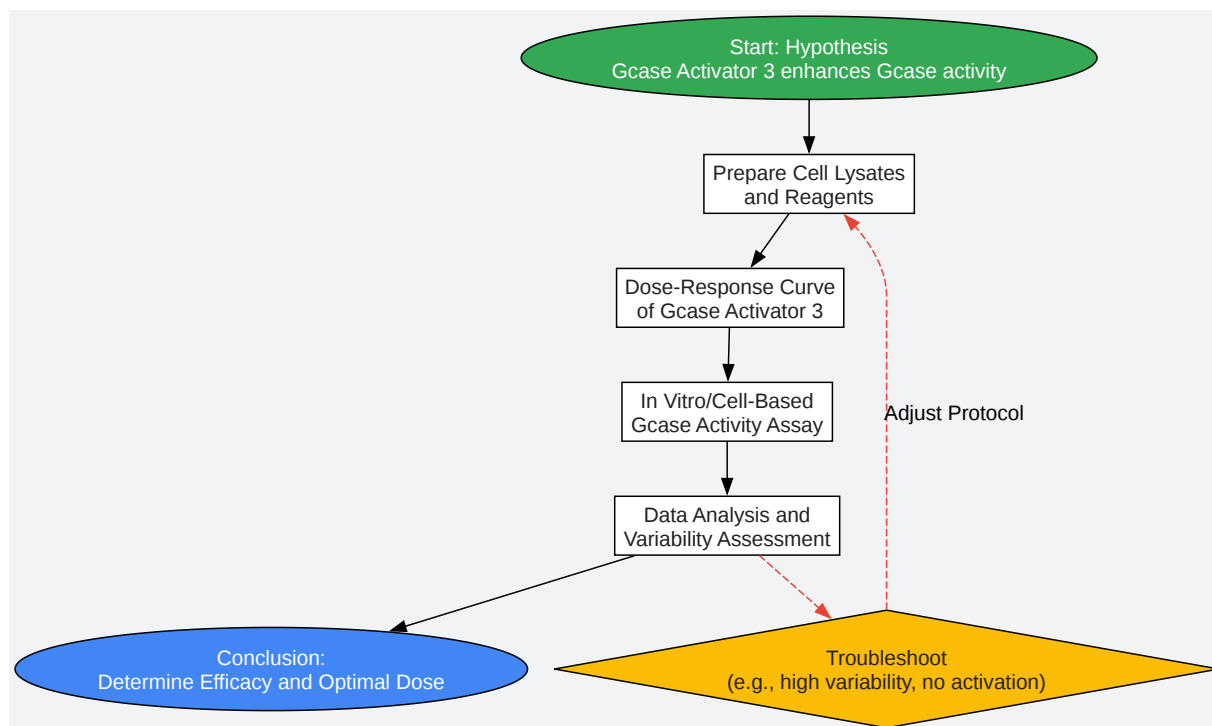 Start: Hypothesis
Gcase Activator 3 enhances Gcase activity
Prepare Cell Lysates
and Reagents
Dose-Response Curve
of Gcase Activator 3
In Vitro/Cell-Based
Gcase Activity Assay
Adjust Protocol
Data Analysis and
Variability Assessment
Conclusion:
Determine Efficacy and Optimal Dose
Troubleshoot
(e.g., high variability, no activation)